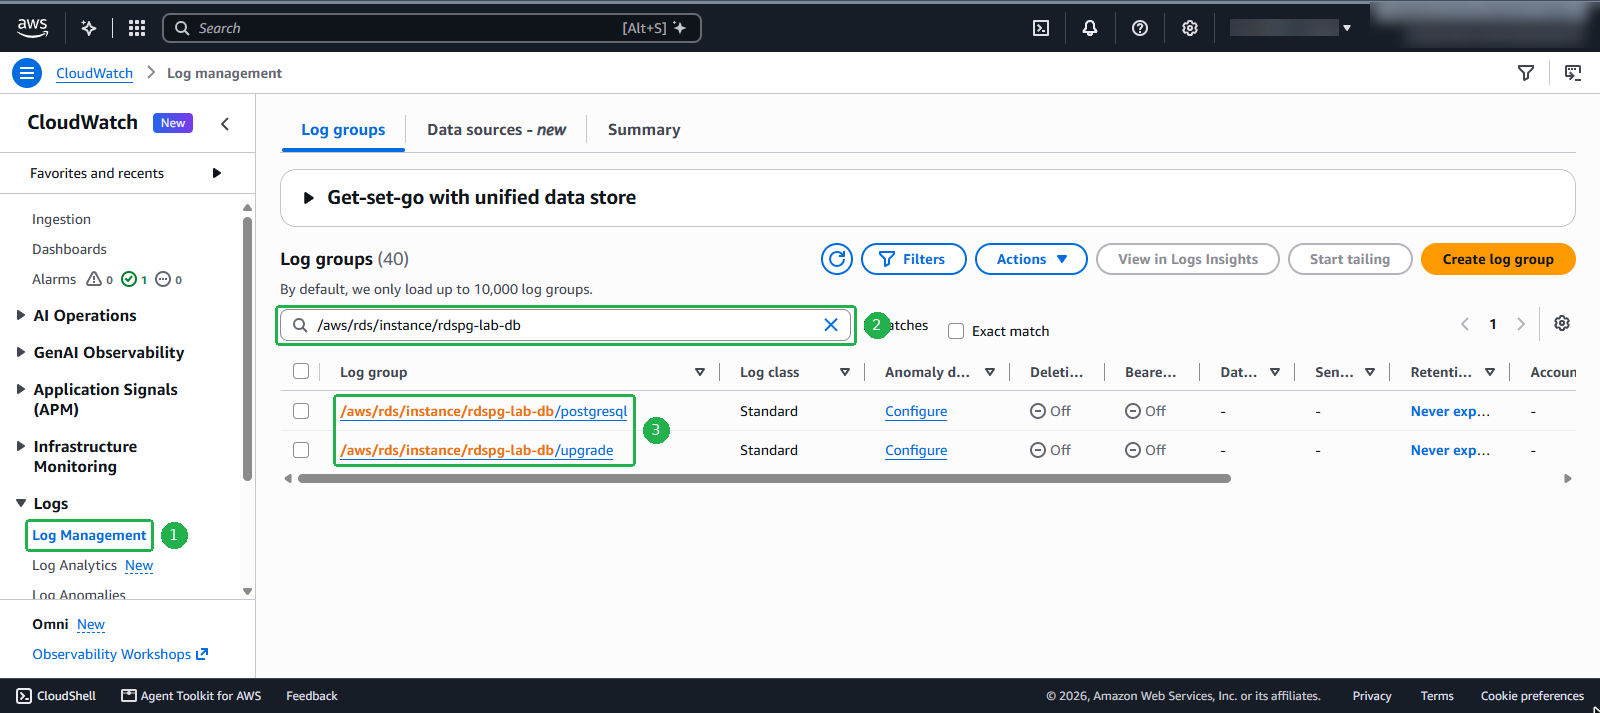 aws
Search [Alt+S]
CloudWatch Log management
CloudWatch New
Favorites and recents
Ingestion
Dashboards
Alarms 0 1 0
AI Operations
GenAI Observability
Application Signals
(APM)
Infrastructure
Monitoring
Logs
Log Management 1
Log Analytics New
Log Anomalies
Omni New
Observability Workshops
Log groups Data sources - new Summary
Get-set-go with unified data store
Log groups (40) Filters Actions View in Logs Insights Start tailing Create log group
By default, we only load up to 10,000 log groups.
/aws/rds/instance/rdspg-lab-db 2 Exact match 1
Log group Log class Anomaly d... Deleti... Beare... Dat... Sen... Retenti... Accoun
/aws/rds/instance/rdspg-lab-db/postgresql Standard Configure Off Off - - Never exp... -
3
/aws/rds/instance/rdspg-lab-db/upgrade Standard Configure Off Off - - Never exp... -
CloudShell Agent Toolkit for AWS Feedback © 2026, Amazon Web Services, Inc. or its affiliates. Privacy Terms Cookie preferences